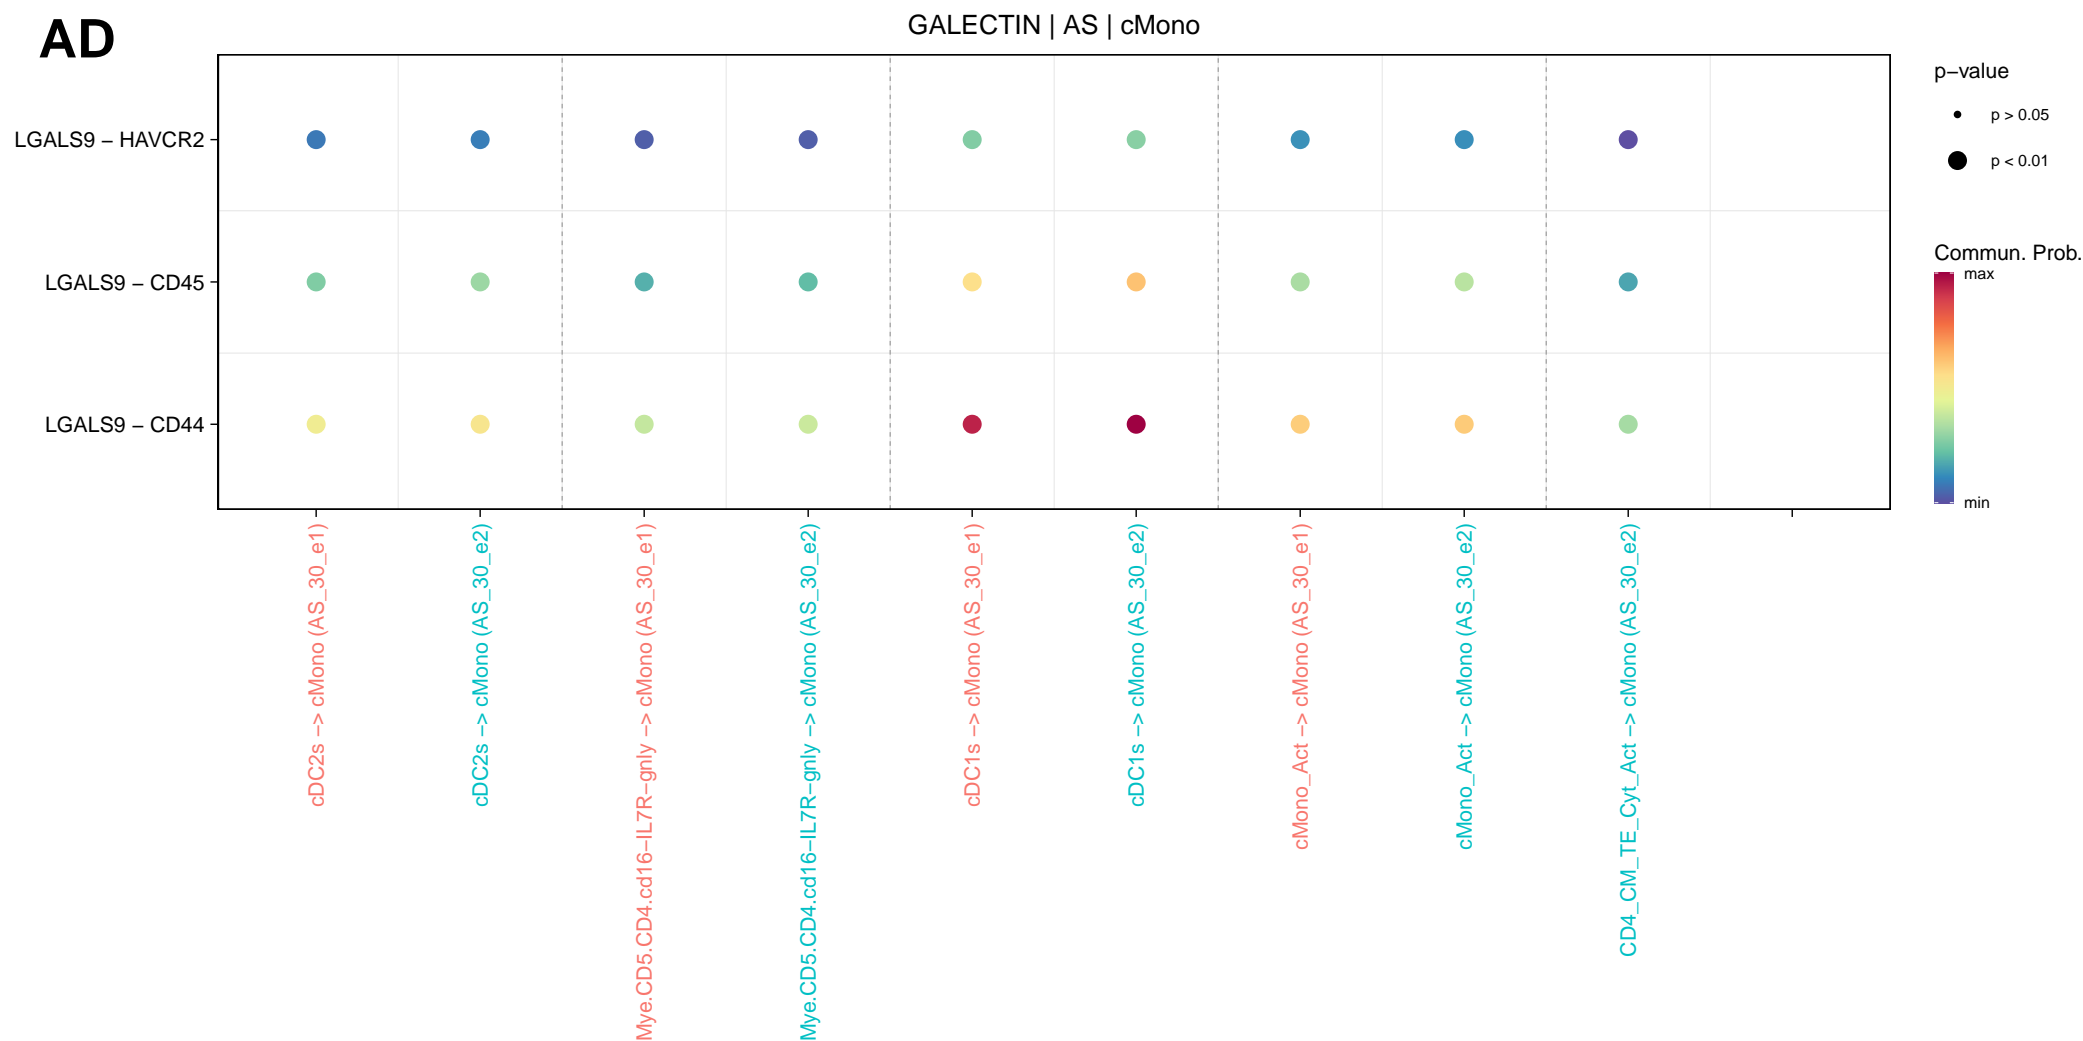 AD
GALECTIN | AS | cMono
LGALS9 − HAVCR2
LGALS9 − CD45
LGALS9 − CD44
cDC2s −> cMono (AS_30_e1)
cDC2s −> cMono (AS_30_e2)
Mye.CD5.CD4.cd16−IL7R−gnly −> cMono (AS_30_e1)
Mye.CD5.CD4.cd16−IL7R−gnly −> cMono (AS_30_e2)
cDC1s −> cMono (AS_30_e1)
cDC1s −> cMono (AS_30_e2)
cMono_Act −> cMono (AS_30_e1)
cMono_Act −> cMono (AS_30_e2)
CD4_CM_TE_Cyt_Act −> cMono (AS_30_e2)
p−value
p > 0.05
p < 0.01
Commun. Prob.
max
min